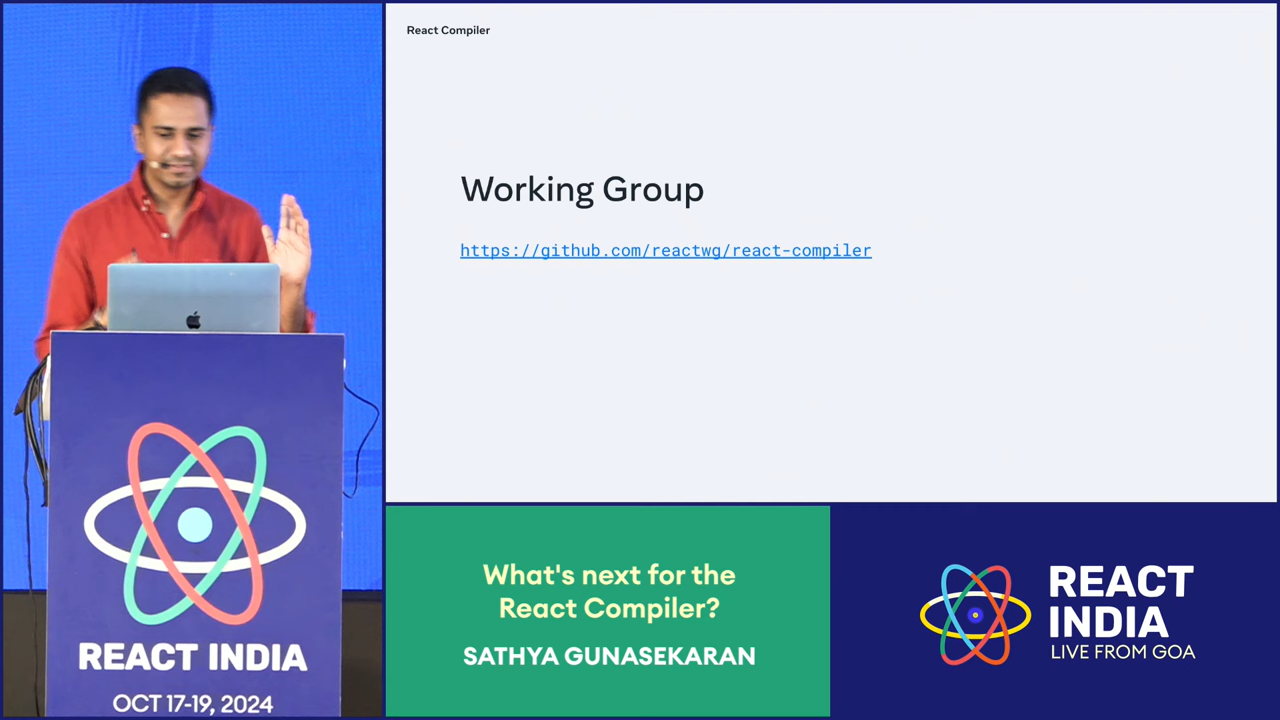 React Compiler
Working Group
https://github.com/reactwg/react-compiler
REACT INDIA
OCT 17-19, 2024
What's next for the
React Compiler?
SATHYA GUNASEKARAN
REACT
INDIA
LIVE FROM GOA